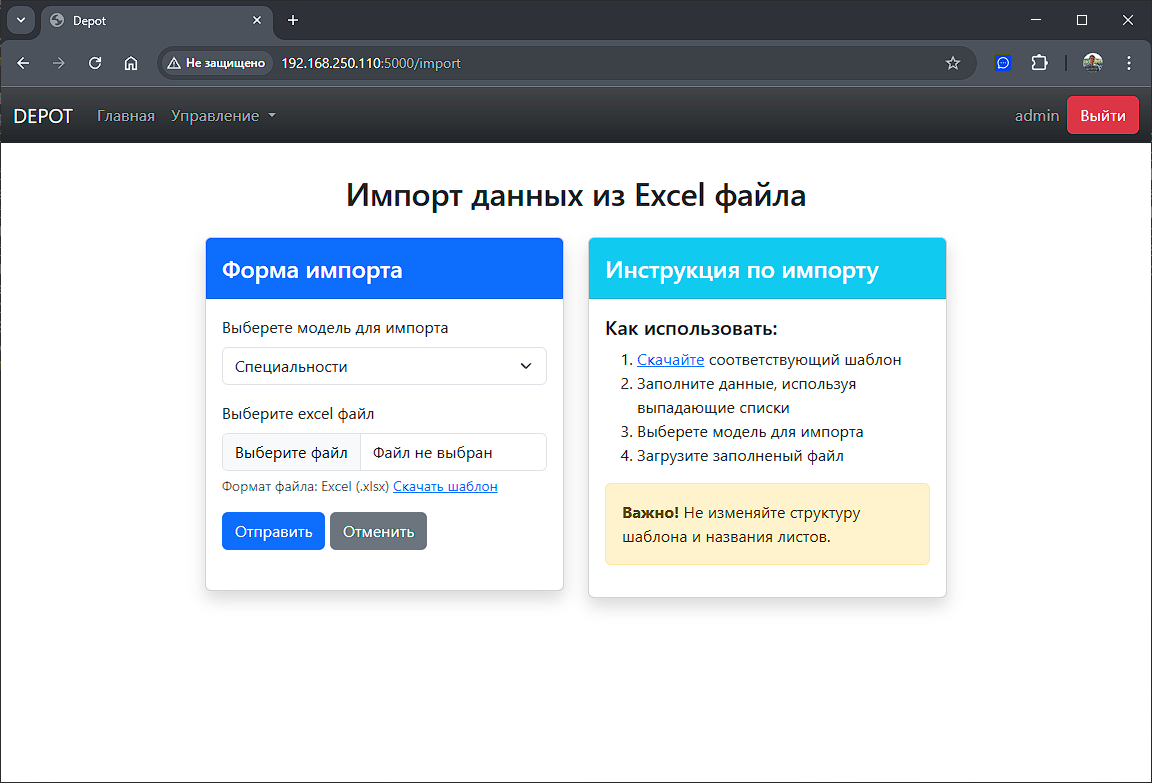 Depot
Не защищено 192.168.250.110:5000/import
DEPOT Главная Управление admin Выйти
Импорт данных из Excel файла
Форма импорта
Выберете модель для импорта
Специальности
Выберите excel файл
Выберите файл Файл не выбран
Формат файла: Excel (.xlsx) Скачать шаблон
Отправить Отменить
Инструкция по импорту
Как использовать:
1. Скачайте соответствующий шаблон
2. Заполните данные, используя
выпадающие списки
3. Выберете модель для импорта
4. Загрузите заполненый файл
Важно! Не изменяйте структуру
шаблона и названия листов.